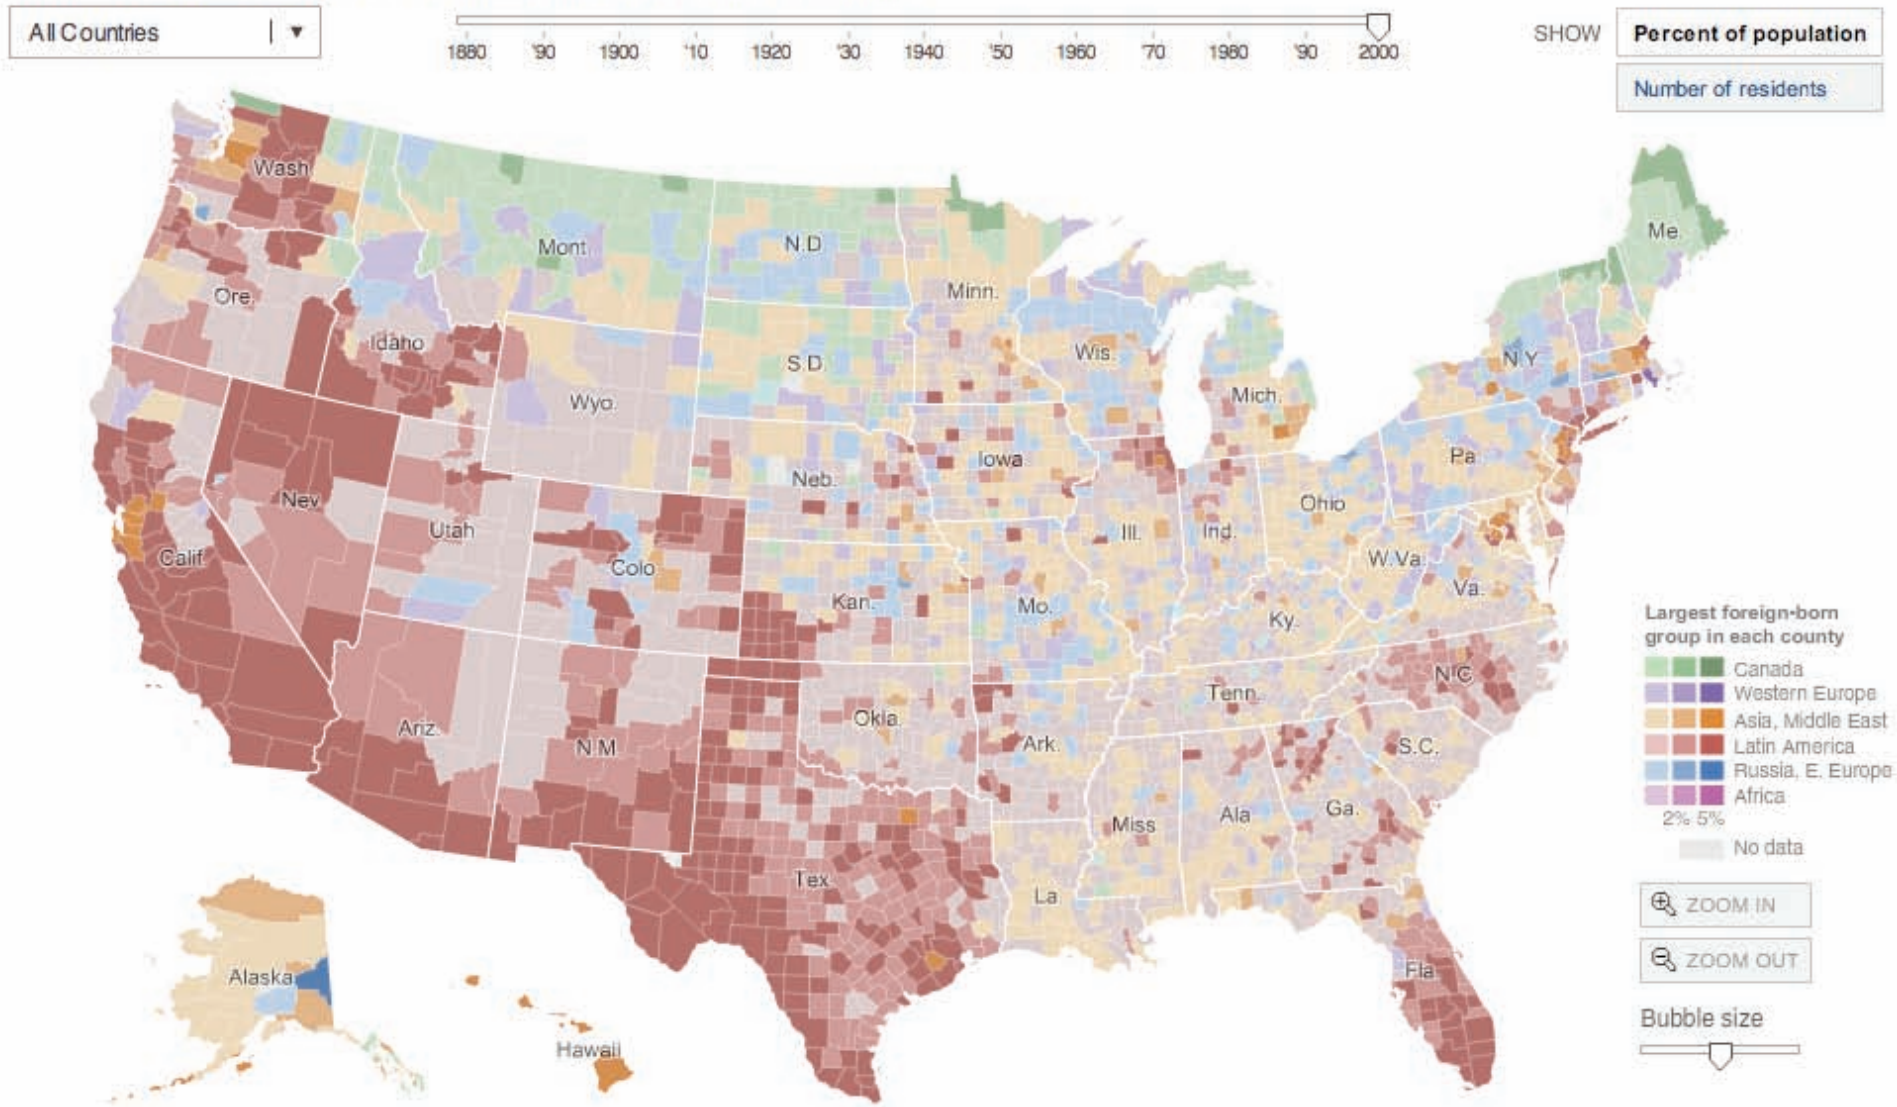 All Countries
1880 '90 1900 '10 1920 '30 1940 '50 1960 '70 1980 '90 2000
SHOW
Percent of population
Number of residents
Wash
Mont
N.D
Minn.
Me.
Ore.
Idaho
S.D.
Wis.
N.Y
Wyo.
Mich.
Nev
Neb.
Iowa
Pa.
Calif.
Utah
Colo
Ill.
Ind.
Ohio
W.Va.
Kan.
Mo.
Ky.
Va.
Ariz.
N.M
Okla.
Ark.
Tenn.
N.C
S.C.
Tex
La
Miss
Ala
Ga.
Fla
Alaska
Hawaii
Largest foreign-born
group in each county
Canada
Western Europe
Asia, Middle East
Latin America
Russia, E. Europe
Africa
2% 5%
No data
ZOOM IN
ZOOM OUT
Bubble size